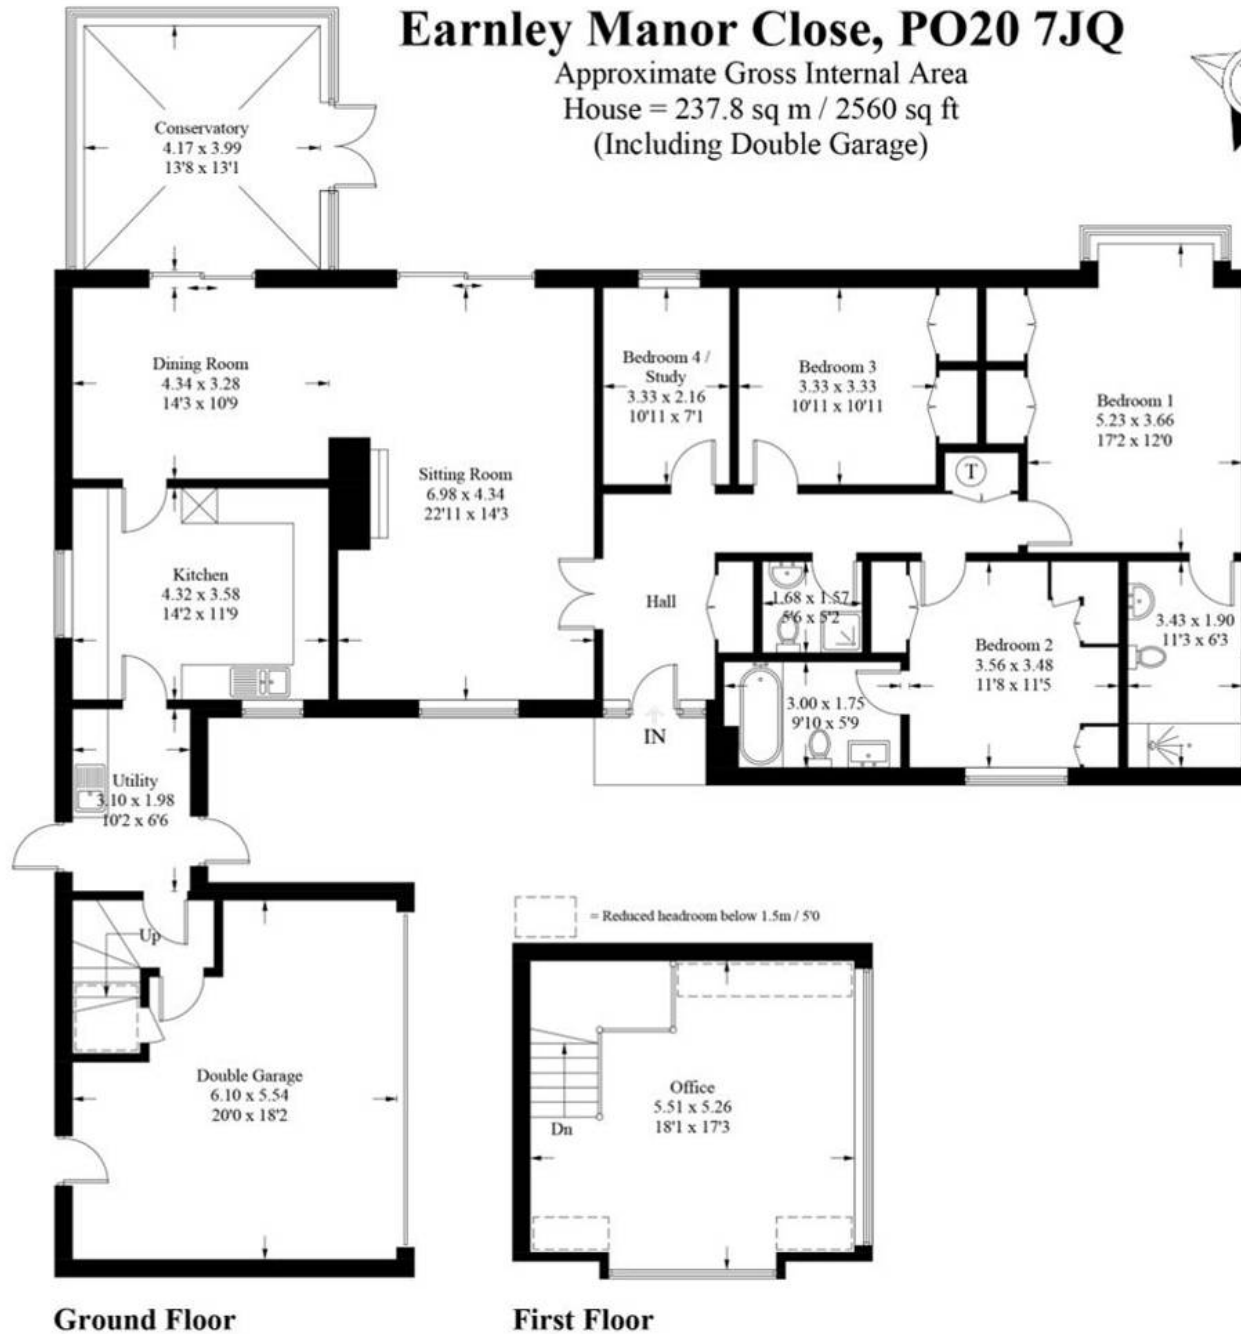 Earnley Manor Close, PO20 7JQ
Approximate Gross Internal Area
House = 237.8 sq m / 2560 sq ft
(Including Double Garage)
Conservatory
4.17 x 3.99
13'8 x 13'1
Dining Room
4.34 x 3.28
14'3 x 10'9
Sitting Room
6.98 x 4.34
22'11 x 14'3
Bedroom 4 /
Study
3.33 x 2.16
10'11 x 7'1
Bedroom 3
3.33 x 3.33
10'11 x 10'11
Bedroom 1
5.23 x 3.66
17'2 x 12'0
T
Kitchen
4.32 x 3.58
14'2 x 11'9
Hall
1.68 x 1.57
5'6 x 5'2
Bedroom 2
3.56 x 3.48
11'8 x 11'5
3.43 x 1.90
11'3 x 6'3
3.00 x 1.75
9'10 x 5'9
IN
Utility
3.10 x 1.98
10'2 x 6'6
Up
Double Garage
6.10 x 5.54
20'0 x 18'2
= Reduced headroom below 1.5m / 5'0
Office
5.51 x 5.26
18'1 x 17'3
Dn
Ground Floor
First Floor